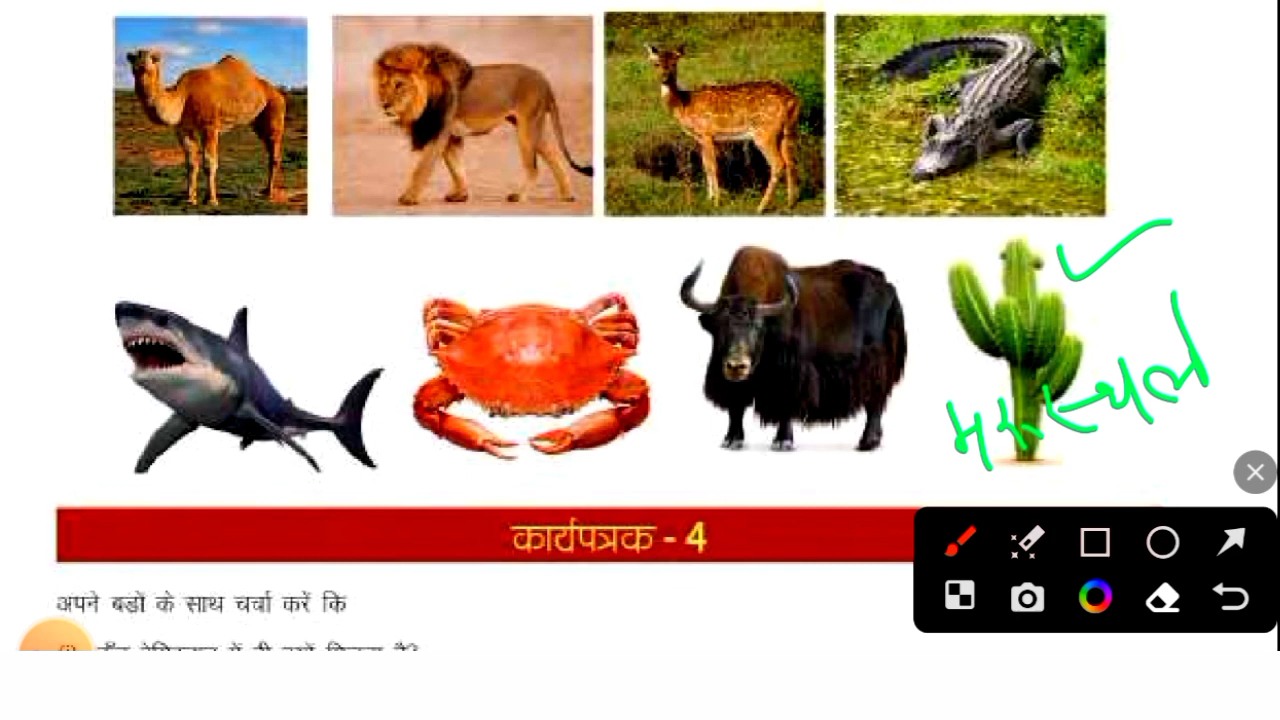 मरुस्थल
कार्यपत्रक - 4
अपने बड़ों के साथ चर्चा करें कि